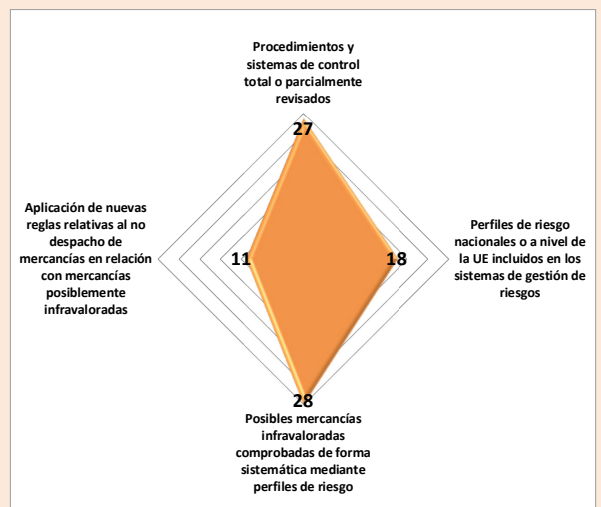 Procedimientos y
sistemas de control
total o parcialmente
revisados
27
Aplicación de nuevas
reglas relativas al no
despacho de
mercancías en relación
con mercancías
posiblemente
infravaloradas
11
18
Perfiles de riesgo
nacionales o a nivel de
la UE incluidos en los
sistemas de gestión de
riesgos
28
Posibles mercancías
infravaloradas
comprobadas de forma
sistemática mediante
perfiles de riesgo